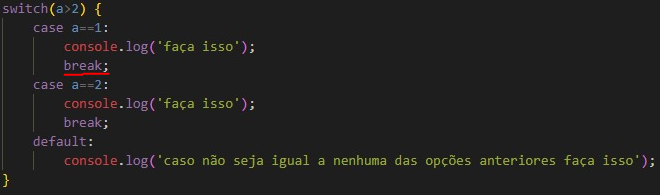 switch(a>2) {
    case a==1:
        console.log('faça isso');
        break;
    case a==2:
        console.log('faça isso');
        break;
    default:
        console.log('caso não seja igual a nenhuma das opções anteriores faça isso');
}